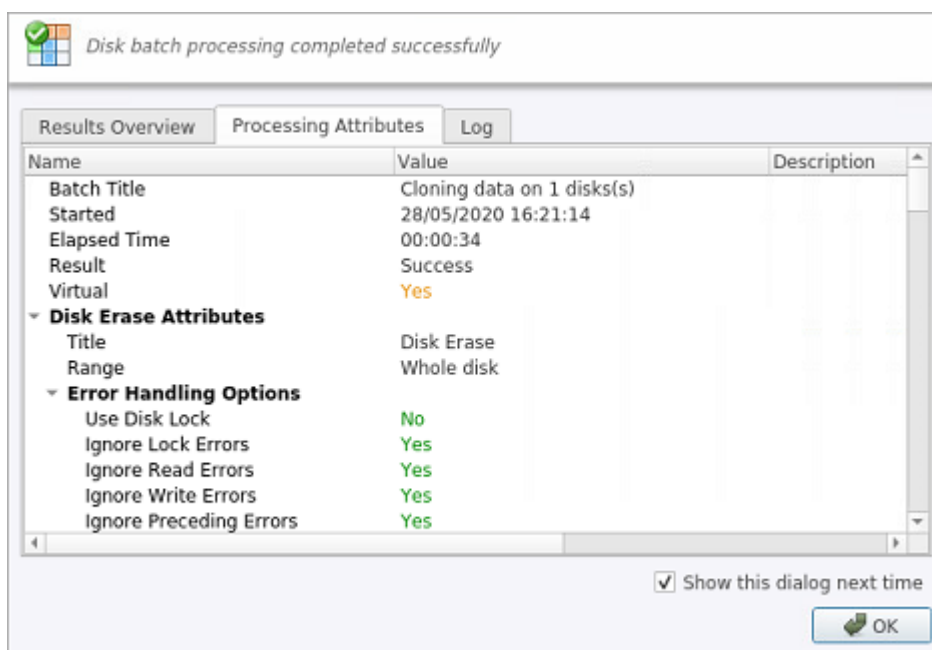 Disk batch processing completed successfully
Results Overview Processing Attributes Log
Name Value Description
Batch Title Cloning data on 1 disks(s)
Started 28/05/2020 16:21:14
Elapsed Time 00:00:34
Result Success
Virtual Yes
Disk Erase Attributes
Title Disk Erase
Range Whole disk
Error Handling Options
Use Disk Lock No
Ignore Lock Errors Yes
Ignore Read Errors Yes
Ignore Write Errors Yes
Ignore Preceding Errors Yes
Show this dialog next time
OK